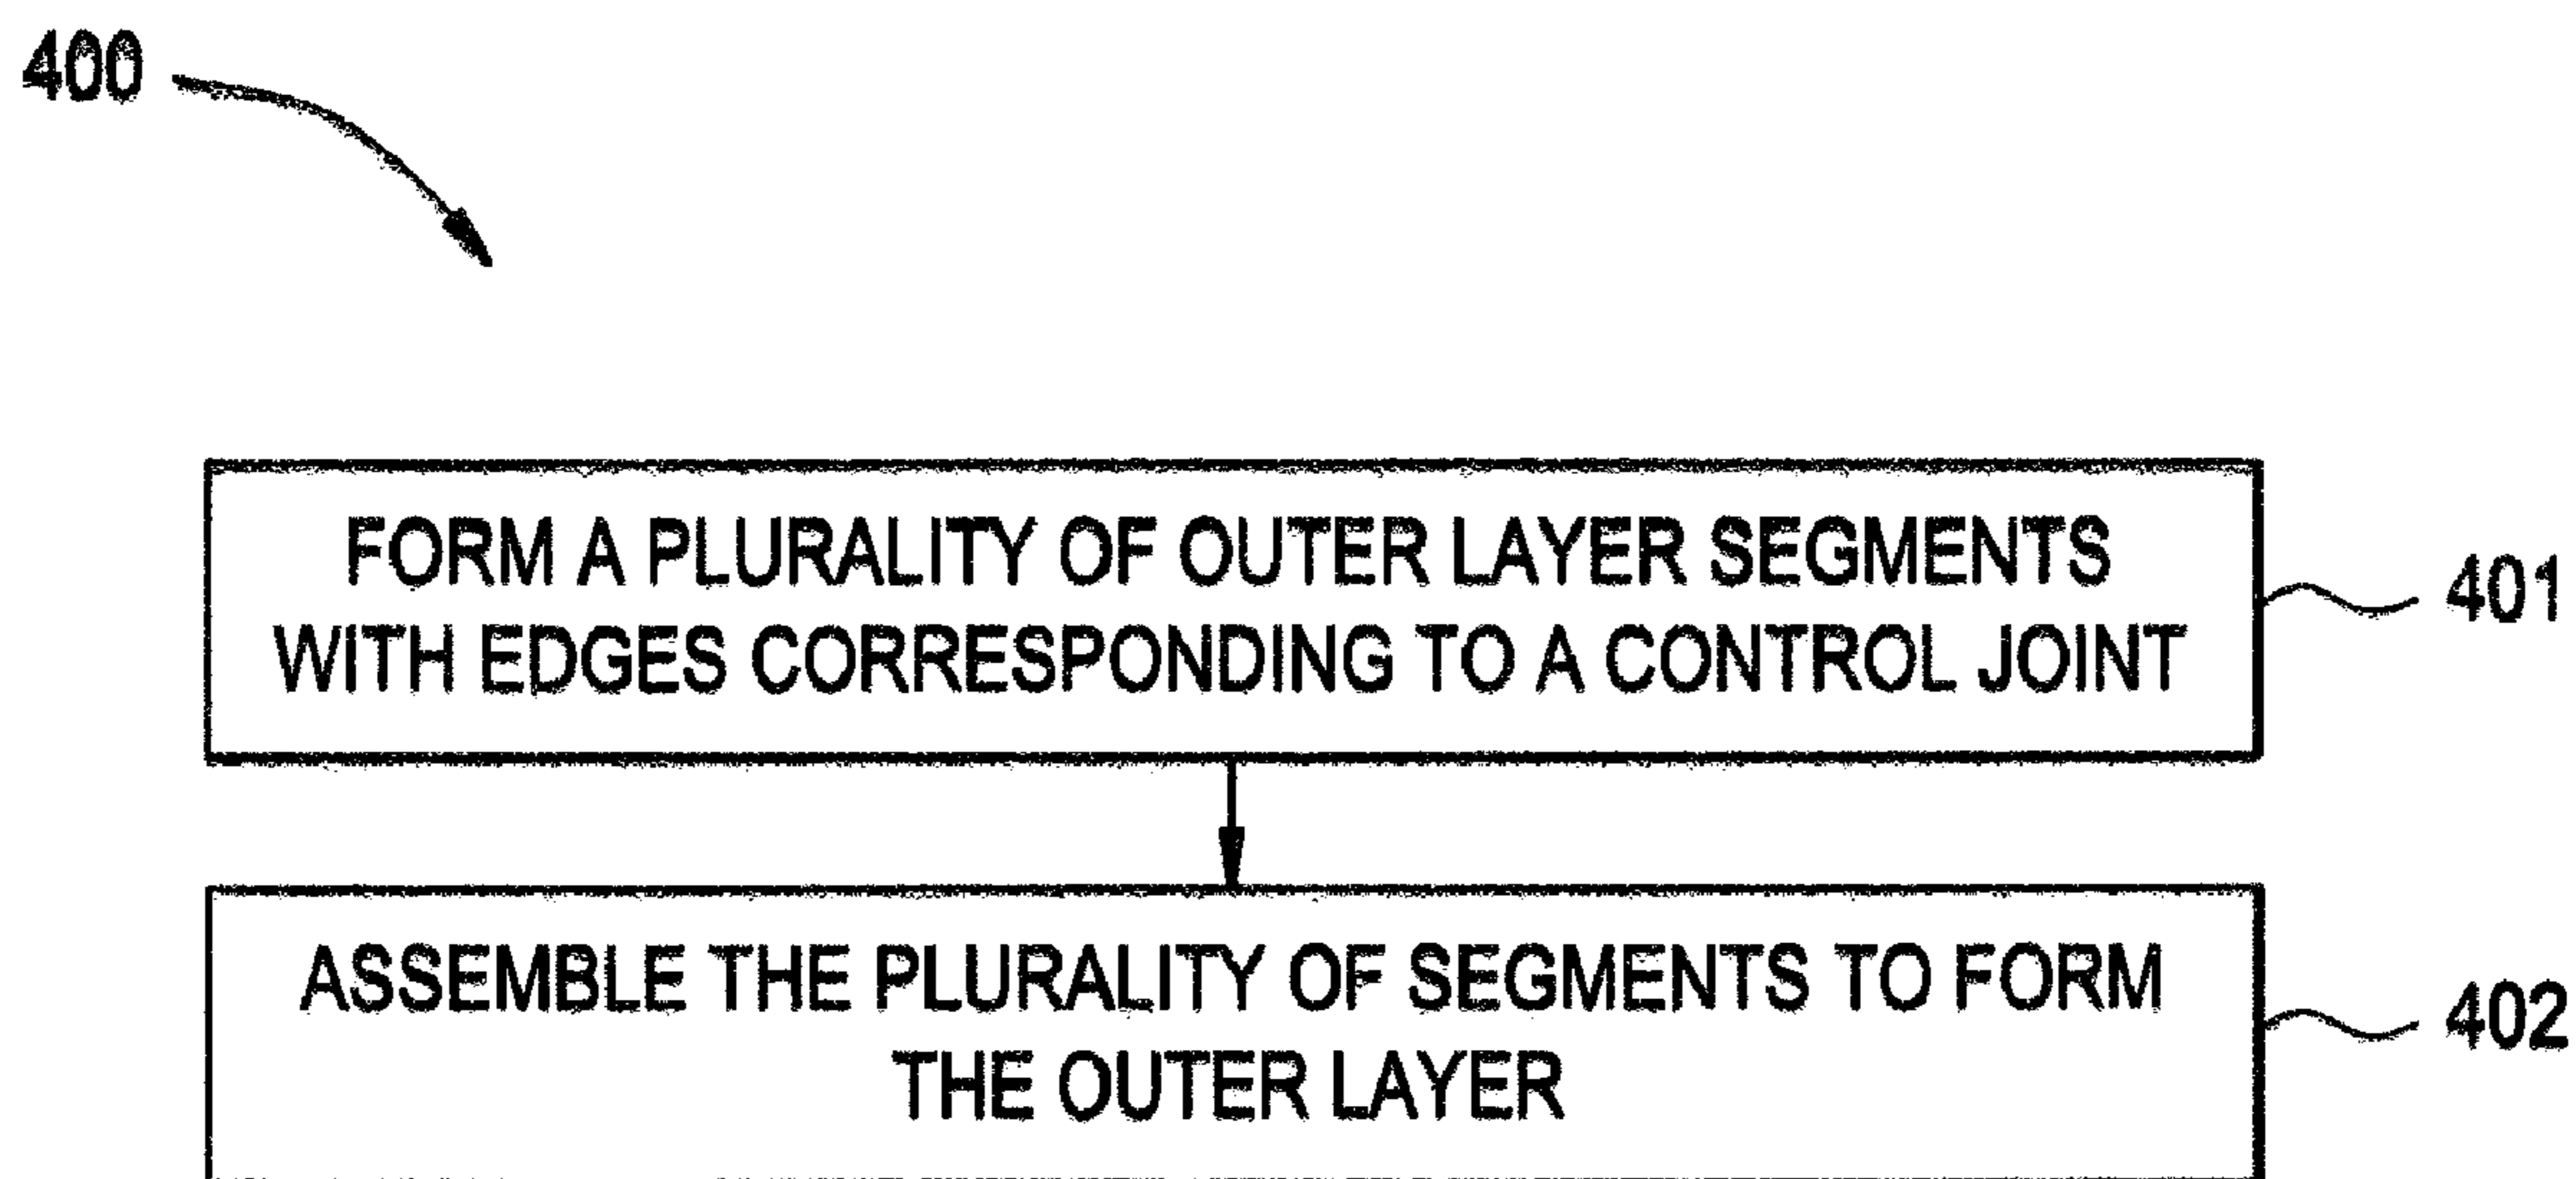 400
FORM A PLURALITY OF OUTER LAYER SEGMENTS
WITH EDGES CORRESPONDING TO A CONTROL JOINT
401
ASSEMBLE THE PLURALITY OF SEGMENTS TO FORM
THE OUTER LAYER
402